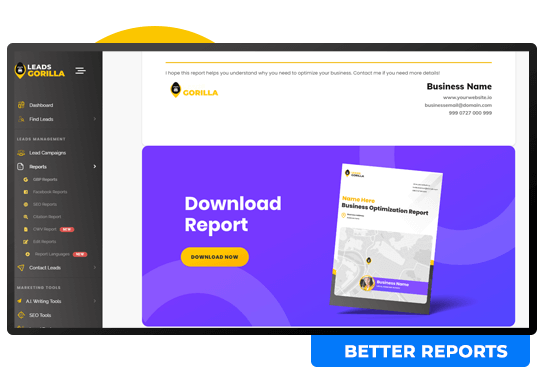 LEADS
GORILLA
Dashboard
Find Leads
LEADS MANAGEMENT
Lead Campaigns
Reports
GBP Reports
Facebook Reports
SEO Reports
Citation Report
NEW
Edit Reports
Report Languages NEW
Contact Leads
MARKETING TOOLS
A.I. Writing Tools
SEO Tools
I hope this report helps you understand why you need to optimize your business. Contact me if you need more details!
GORILLA
Business Name
www.yourwebsite.io
businessemail@domain.com
999 0727 000 999
Download
Report
DOWNLOAD NOW
LEADS
GORILLA
Name Here
Business Optimization Report
Business Name
BETTER REPORTS